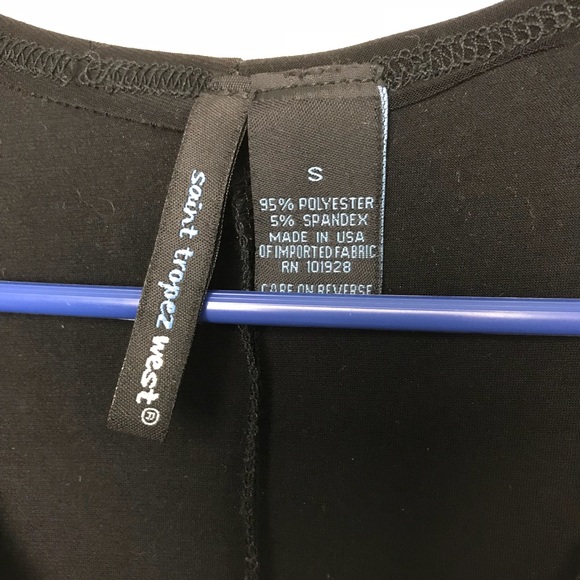 saint tropez west®
S
95% POLYESTER
5% SPANDEX
MADE IN USA
OF IMPORTED FABRIC
RN 101928
CARE ON REVERSE